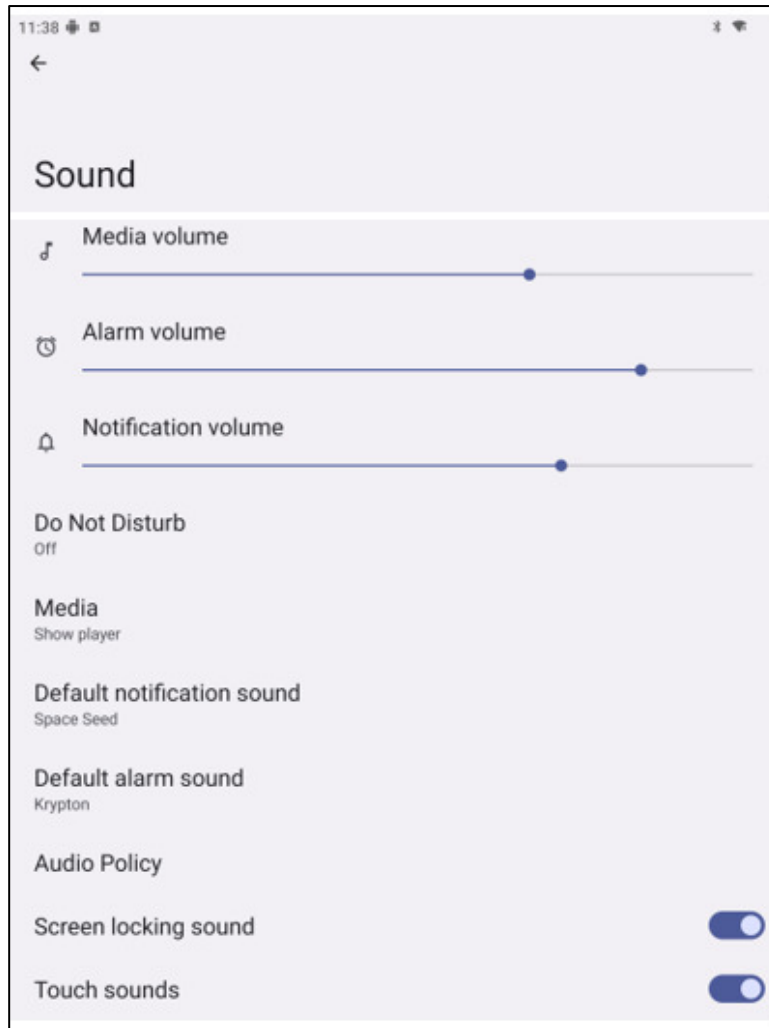 11:38
Sound
Media volume
Alarm volume
Notification volume
Do Not Disturb
Off
Media
Show player
Default notification sound
Space Seed
Default alarm sound
Krypton
Audio Policy
Screen locking sound
Touch sounds